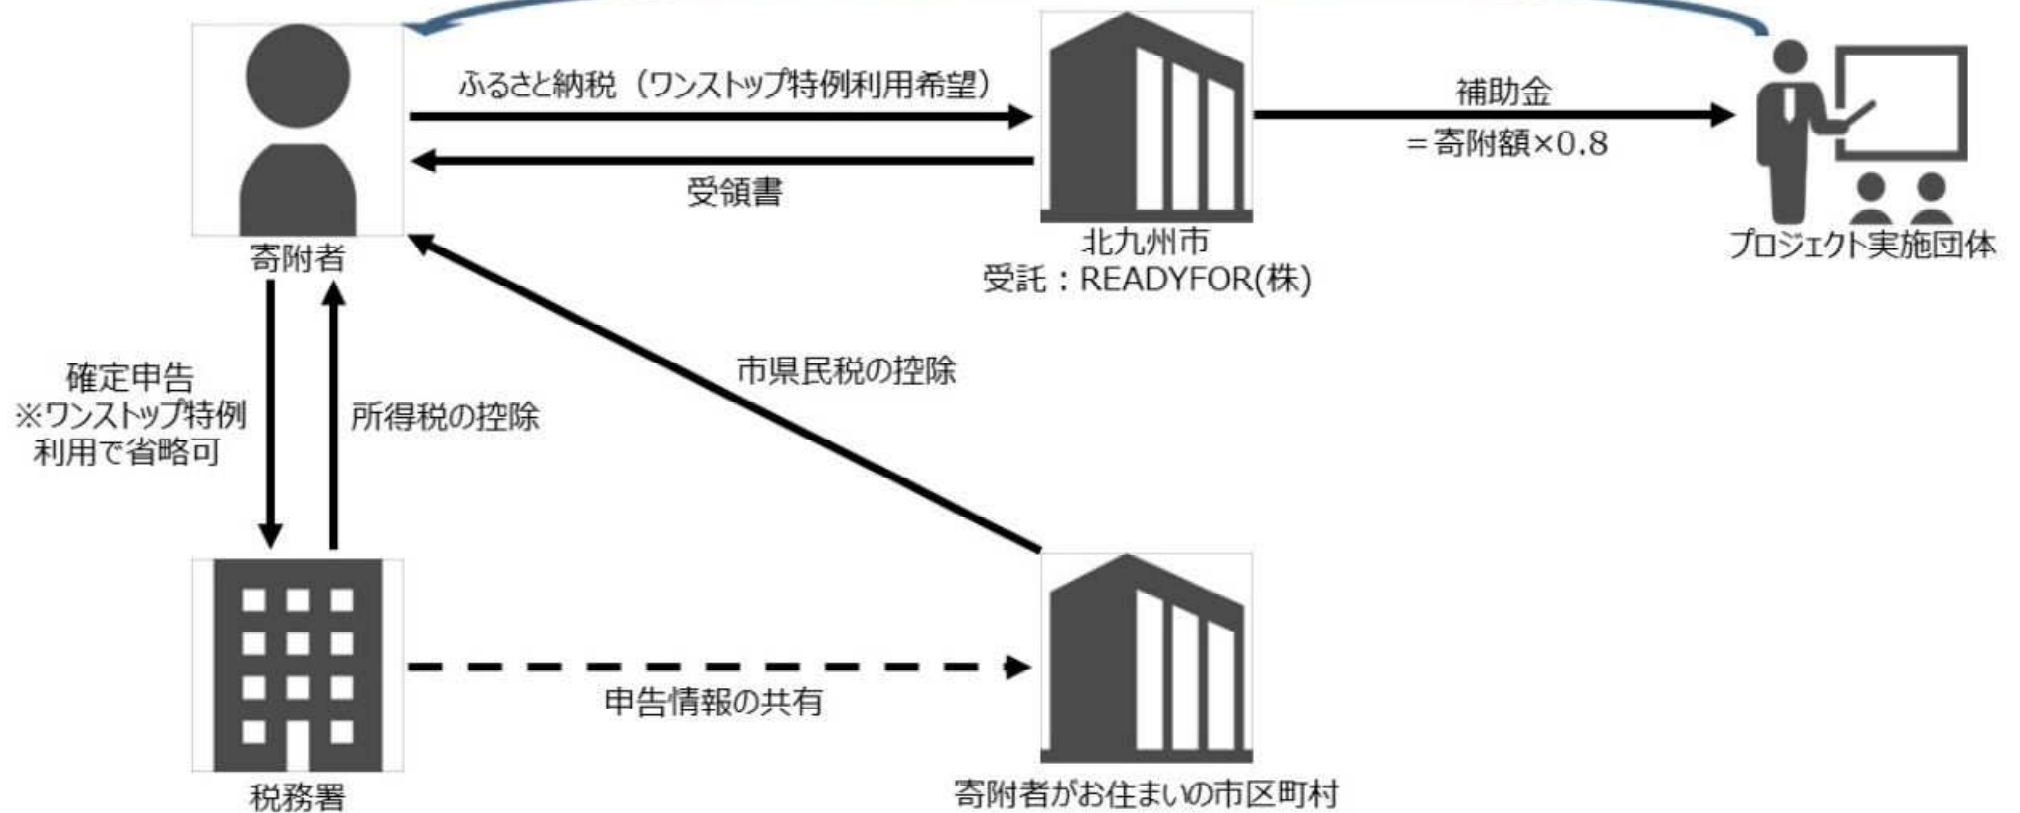 ふるさと納税（ワンストップ特例利用希望）
受領書
補助金
＝寄附額×0.8
寄附者
北九州市
受託：READYFOR(株)
プロジェクト実施団体
確定申告
※ワンストップ特例
利用で省略可
所得税の控除
市県民税の控除
申告情報の共有
税務署
寄附者がお住まいの市区町村